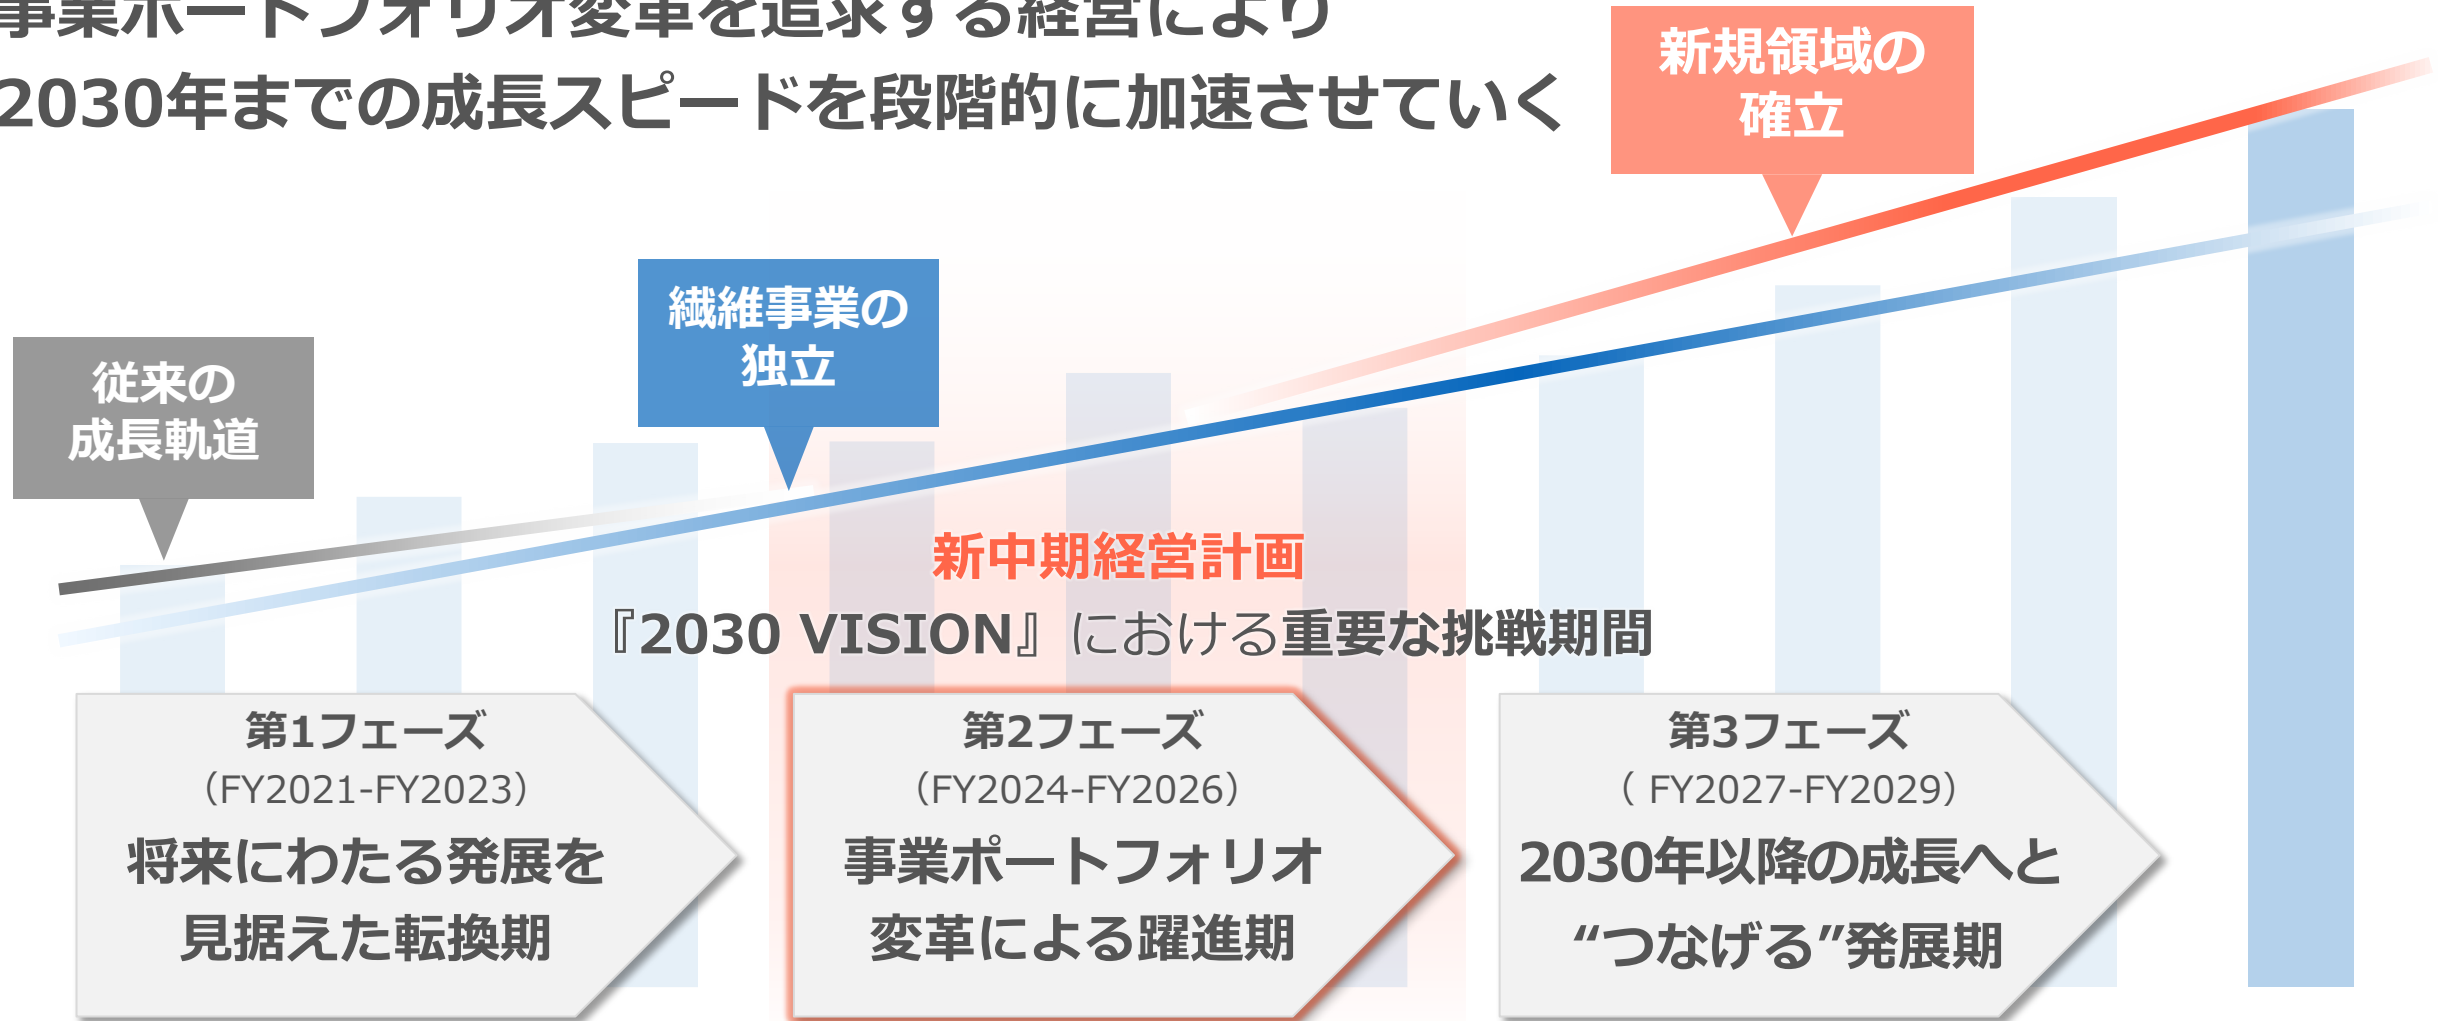 事業ポートフォリオ変革を追求する経営により
2030年までの成長スピードを段階的に加速させていく
新規領域の
確立
繊維事業の
独立
従来の
成長軌道
新中期経営計画
『2030 VISION』における重要な挑戦期間
第1フェーズ
（FY2021-FY2023）
将来にわたる発展を
見据えた転換期
第2フェーズ
（FY2024-FY2026）
事業ポートフォリオ
変革による躍進期
第3フェーズ
（ FY2027-FY2029）
2030年以降の成長へと
“つなげる”発展期